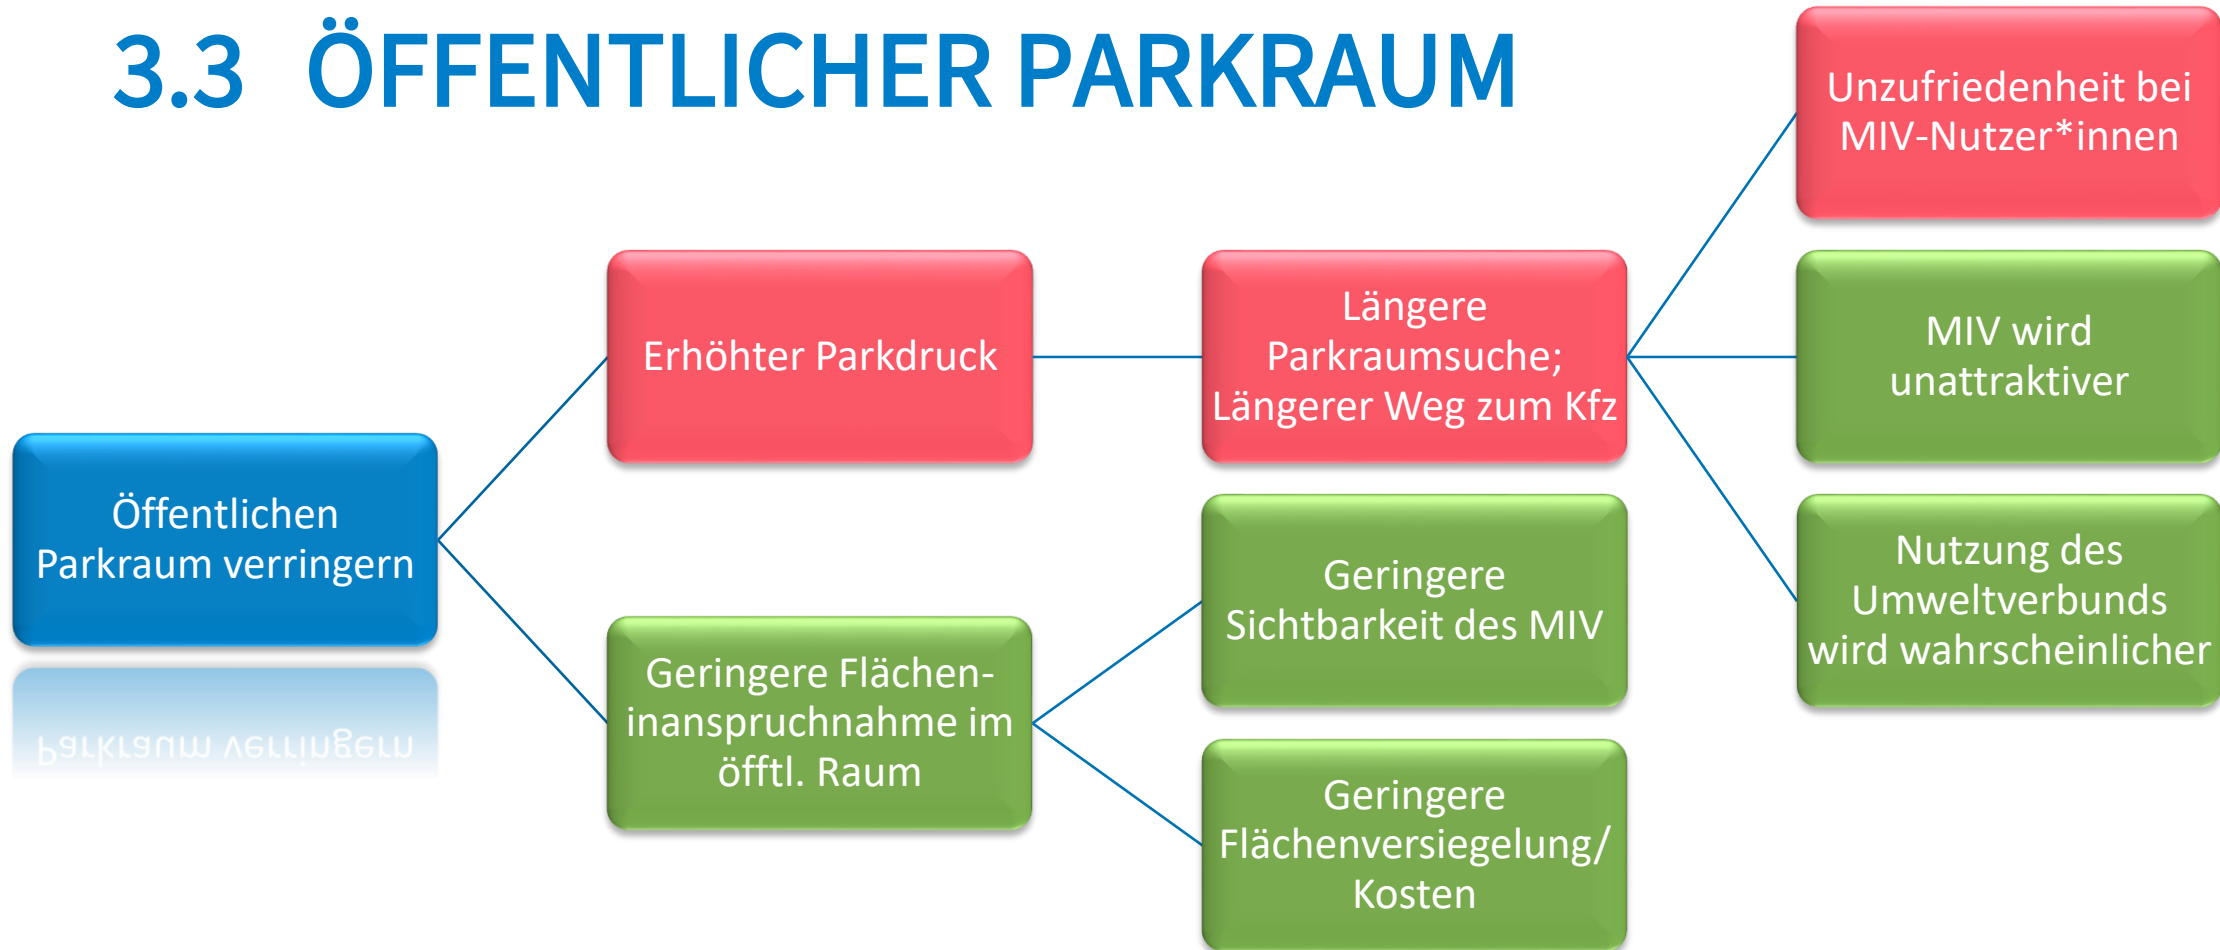 3.3 ÖFFENTLICHER PARKRAUM
Öffentlichen
Parkraum verringern
Erhöhter Parkdruck
Längere
Parkraumsuche;
Längerer Weg zum Kfz
Unzufriedenheit bei
MIV-Nutzer*innen
MIV wird
unattraktiver
Nutzung des
Umweltverbunds
wird wahrscheinlicher
Geringere Flächen-
inanspruchnahme im
öfftl. Raum
Geringere
Sichtbarkeit des MIV
Geringere
Flächenversiegelung/
Kosten